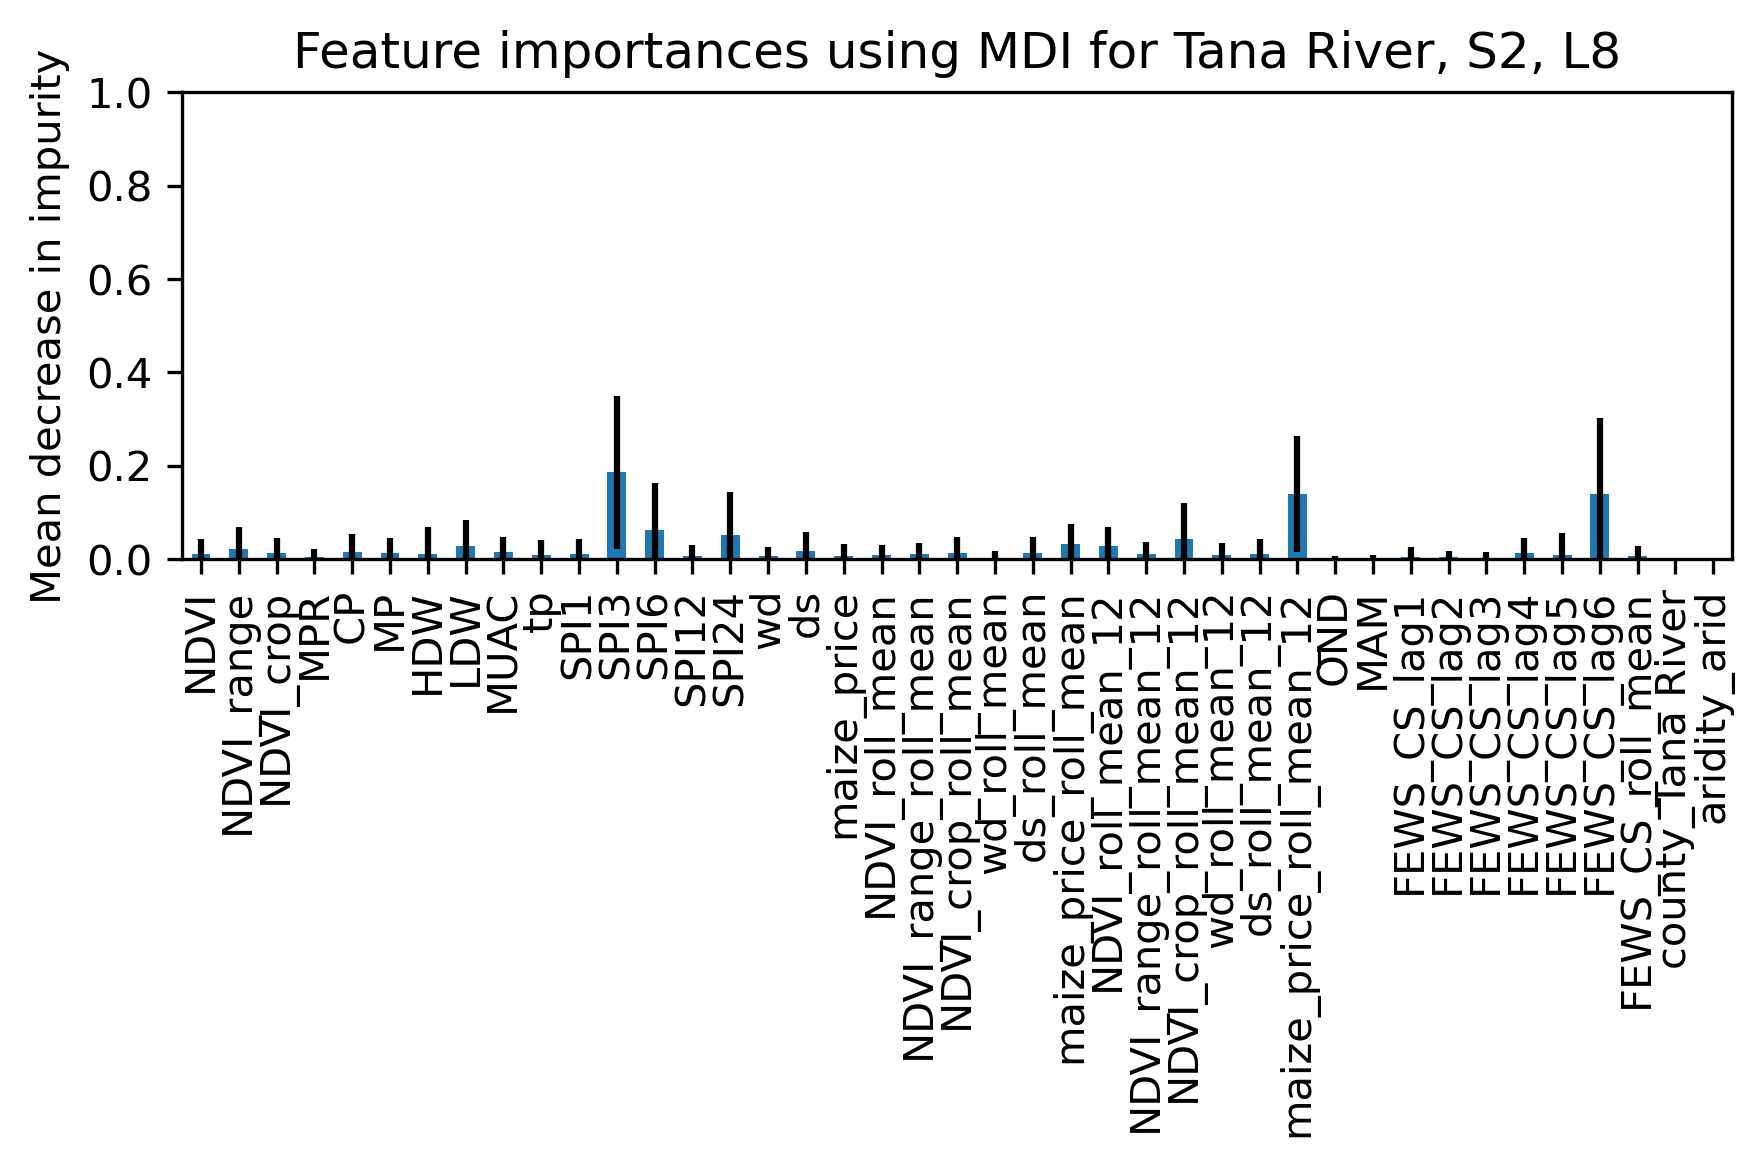 Feature importances using MDI for Tana River, S2, L8
Mean decrease in impurity
1.0
0.8
0.6
0.4
0.2
0.0
NDVI
NDVI_range
NDVI_crop
MPR
CP
MP
HDW
LDW
MUAC
tp
SPI1
SPI3
SPI6
SPI12
SPI24
wd
ds
maize_price
NDVI_roll_mean
NDVI_range_roll_mean
NDVI_crop_roll_mean
wd_roll_mean
ds_roll_mean
maize_price_roll_mean
NDVI_roll_mean_12
NDVI_range_roll_mean_12
NDVI_crop_roll_mean_12
wd_roll_mean_12
ds_roll_mean_12
maize_price_roll_mean_12
OND
MAM
FEWS_CS_lag1
FEWS_CS_lag2
FEWS_CS_lag3
FEWS_CS_lag4
FEWS_CS_lag5
FEWS_CS_lag6
FEWS_CS_roll_mean
county_Tana River
aridity_arid